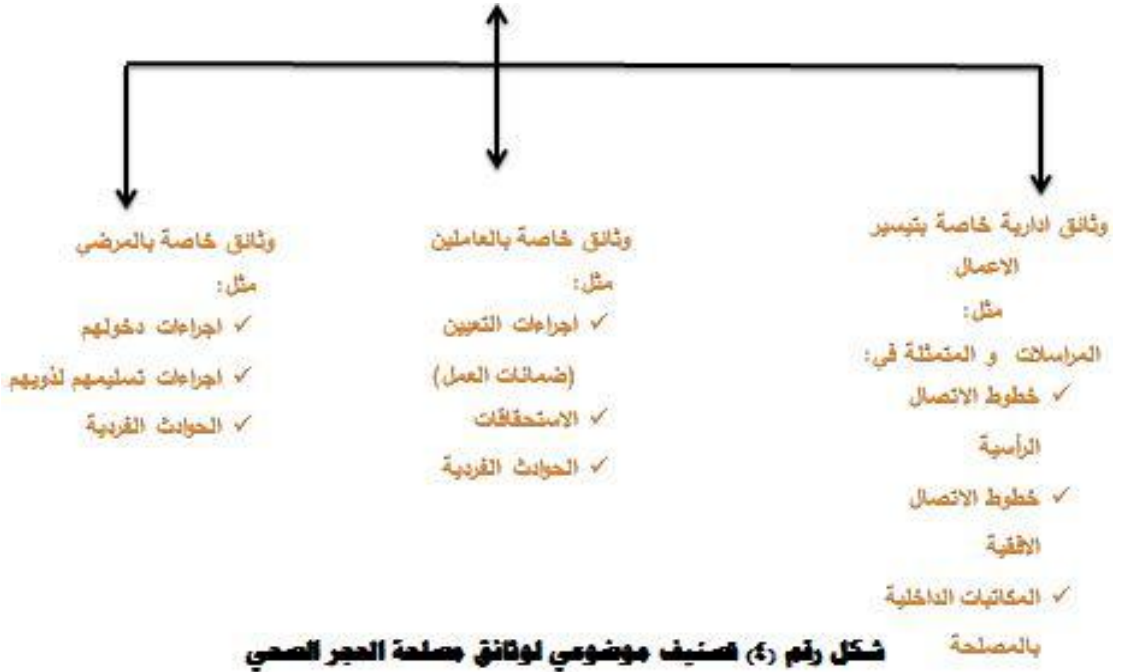 وثائق ادارية خاصة بتيسير
الاعمال
مثل:
المراسلات و المتمثلة في:
✓ خطوط الاتصال
الرأسية
✓ خطوط الاتصال
الافقية
✓ المكاتبات الداخلية
بالمصلحة
وثائق خاصة بالعاملين
مثل:
✓ اجراءات التعيين
(ضمانات العمل)
✓ الاستحقاقات
✓ الحوادث الفردية
وثائق خاصة بالمرضي
مثل:
✓ اجراءات دخولهم
✓ اجراءات تسليمهم لذويهم
✓ الحوادث الفردية
شكل رقم (4) تصنيف موضوعي لوثائق مصلحة الحجر الصحي